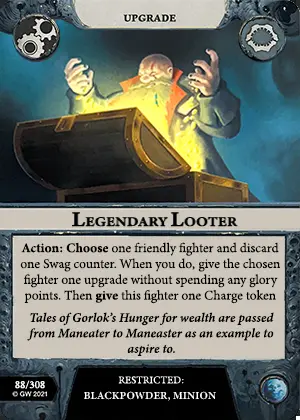 UPGRADE
LEGENDARY LOOTER
Action: Choose one friendly fighter and discard
one Swag counter. When you do, give the chosen
fighter one upgrade without spending any glory
points. Then give this fighter one Charge token
Tales of Gorlok's Hunger for wealth are passed
from Maneater to Maneaster as an example to
aspire to.
88/308
© GW 2021
RESTRICTED:
BLACKPOWDER, MINION